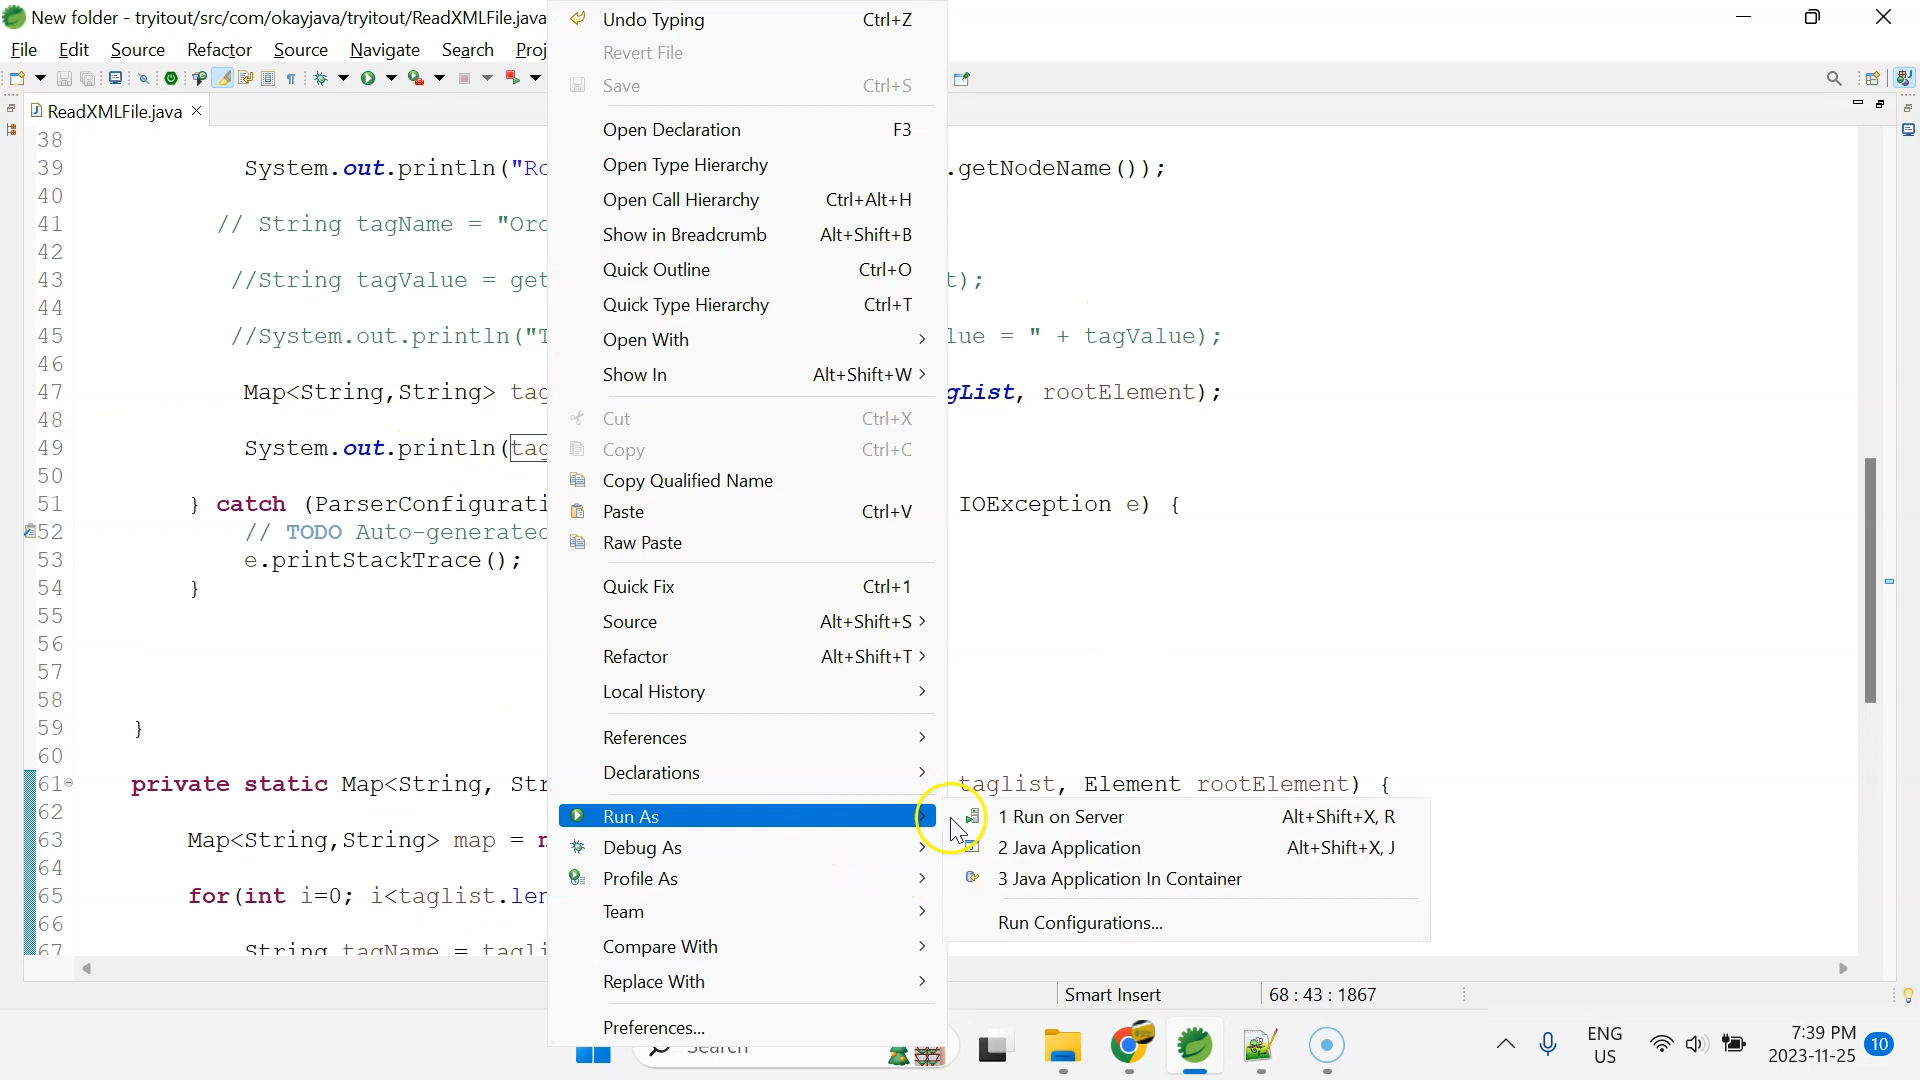 New folder - tryitout/src/com/okayjava/tryitout/ReadXMLFile.java
File Edit Source Refactor Source Navigate Search Proj
ReadXMLFile.java
38
39 System.out.println("Ro .getNodeName());
40
41 // String tagName = "Ord
42
43 //String tagValue = get t);
44
45 //System.out.println("T lue = " + tagValue);
46
47 Map<String,String> tag gList, rootElement);
48
49 System.out.println(tag
50
51 } catch (ParserConfigurati IOException e) {
52 // TODO Auto-generated
53 e.printStackTrace();
54 }
55
56
57
58
59 }
60
61 private static Map<String, Str taglist, Element rootElement) {
62
63 Map<String,String> map = n
64
65 for(int i=0; i<taglist.len
66
67 String tagName = tagli
Undo Typing Ctrl+Z
Revert File
Save Ctrl+S
Open Declaration F3
Open Type Hierarchy
Open Call Hierarchy Ctrl+Alt+H
Show in Breadcrumb Alt+Shift+B
Quick Outline Ctrl+O
Quick Type Hierarchy Ctrl+T
Open With
Show In Alt+Shift+W
Cut Ctrl+X
Copy Ctrl+C
Copy Qualified Name
Paste Ctrl+V
Raw Paste
Quick Fix Ctrl+1
Source Alt+Shift+S
Refactor Alt+Shift+T
Local History
References
Declarations
Run As
Debug As
Profile As
Team
Compare With
Replace With
Preferences...
1 Run on Server Alt+Shift+X, R
2 Java Application Alt+Shift+X, J
3 Java Application In Container
Run Configurations...
Smart Insert 68 : 43 : 1867
Search
ENG
US
7:39 PM
2023-11-25
10